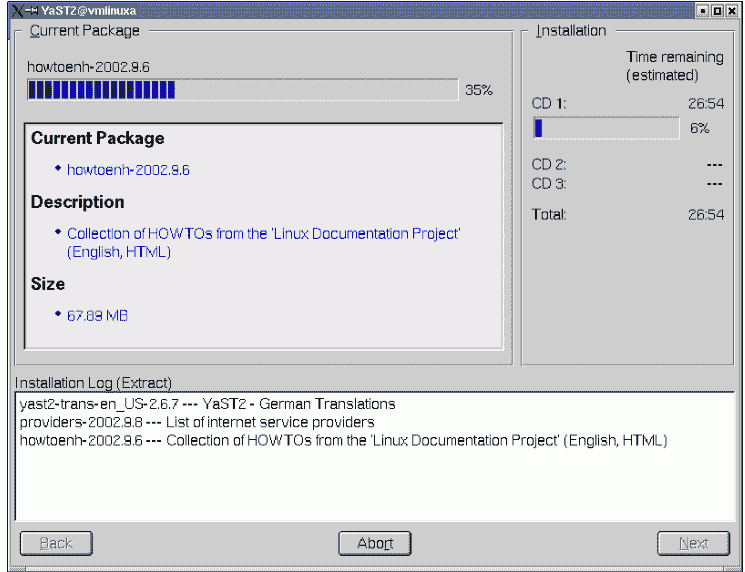 YaST2@vmlinuxa
Current Package
howtoenh-2002.9.6
35%
Current Package
howtoenh-2002.9.6
Description
Collection of HOWTOs from the 'Linux Documentation Project'
(English, HTML)
Size
67.89 MB
Installation
Time remaining
(estimated)
CD 1: 26:54
6%
CD 2: ---
CD 3: ---
Total: 26:54
Installation Log (Extract)
yast2-trans-en_US-2.6.7 --- YaST2 - German Translations
providers-2002.9.8 --- List of internet service providers
howtoenh-2002.9.6 --- Collection of HOWTOs from the 'Linux Documentation Project' (English, HTML)
Back Abort Next